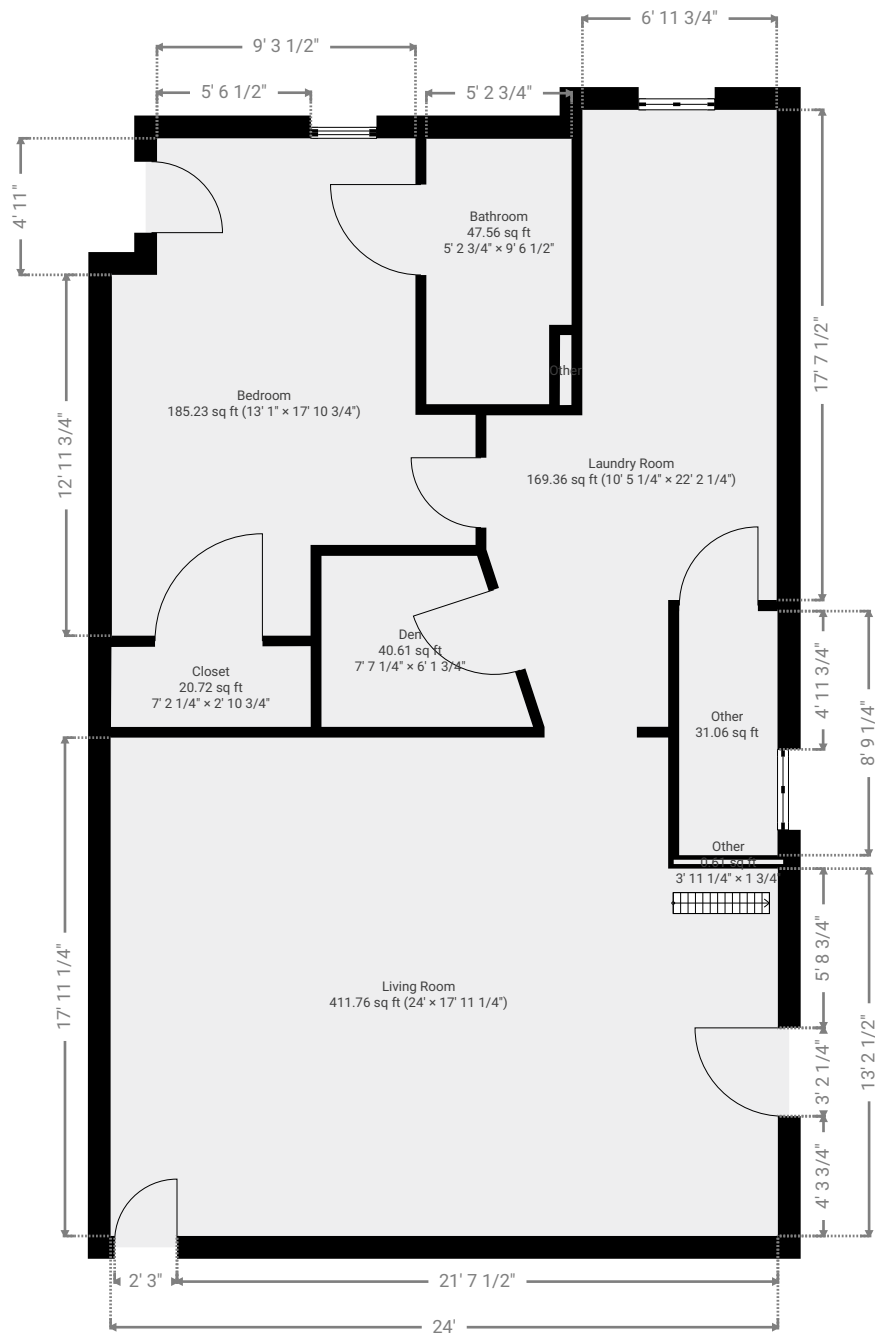 6' 11 3/4"
9' 3 1/2"
5' 6 1/2"
5' 2 3/4"
4' 11"
Bathroom
47.56 sq ft
5' 2 3/4" × 9' 6 1/2"
17' 7 1/2"
Other
Bedroom
185.23 sq ft (13' 1" × 17' 10 3/4")
12' 11 3/4"
Laundry Room
169.36 sq ft (10' 5 1/4" × 22' 2 1/4")
Den
40.61 sq ft
7' 7 1/4" × 6' 1 3/4"
Closet
20.72 sq ft
7' 2 1/4" × 2' 10 3/4"
4' 11 3/4"
8' 9 1/4"
Other
31.06 sq ft
Other
0.61 sq ft
3' 11 1/4" × 1 3/4"
5' 8 3/4"
17' 11 1/4"
Living Room
411.76 sq ft (24' × 17' 11 1/4")
13' 2 1/2"
3' 2 1/4"
4' 3 3/4"
2' 3"
21' 7 1/2"
24'